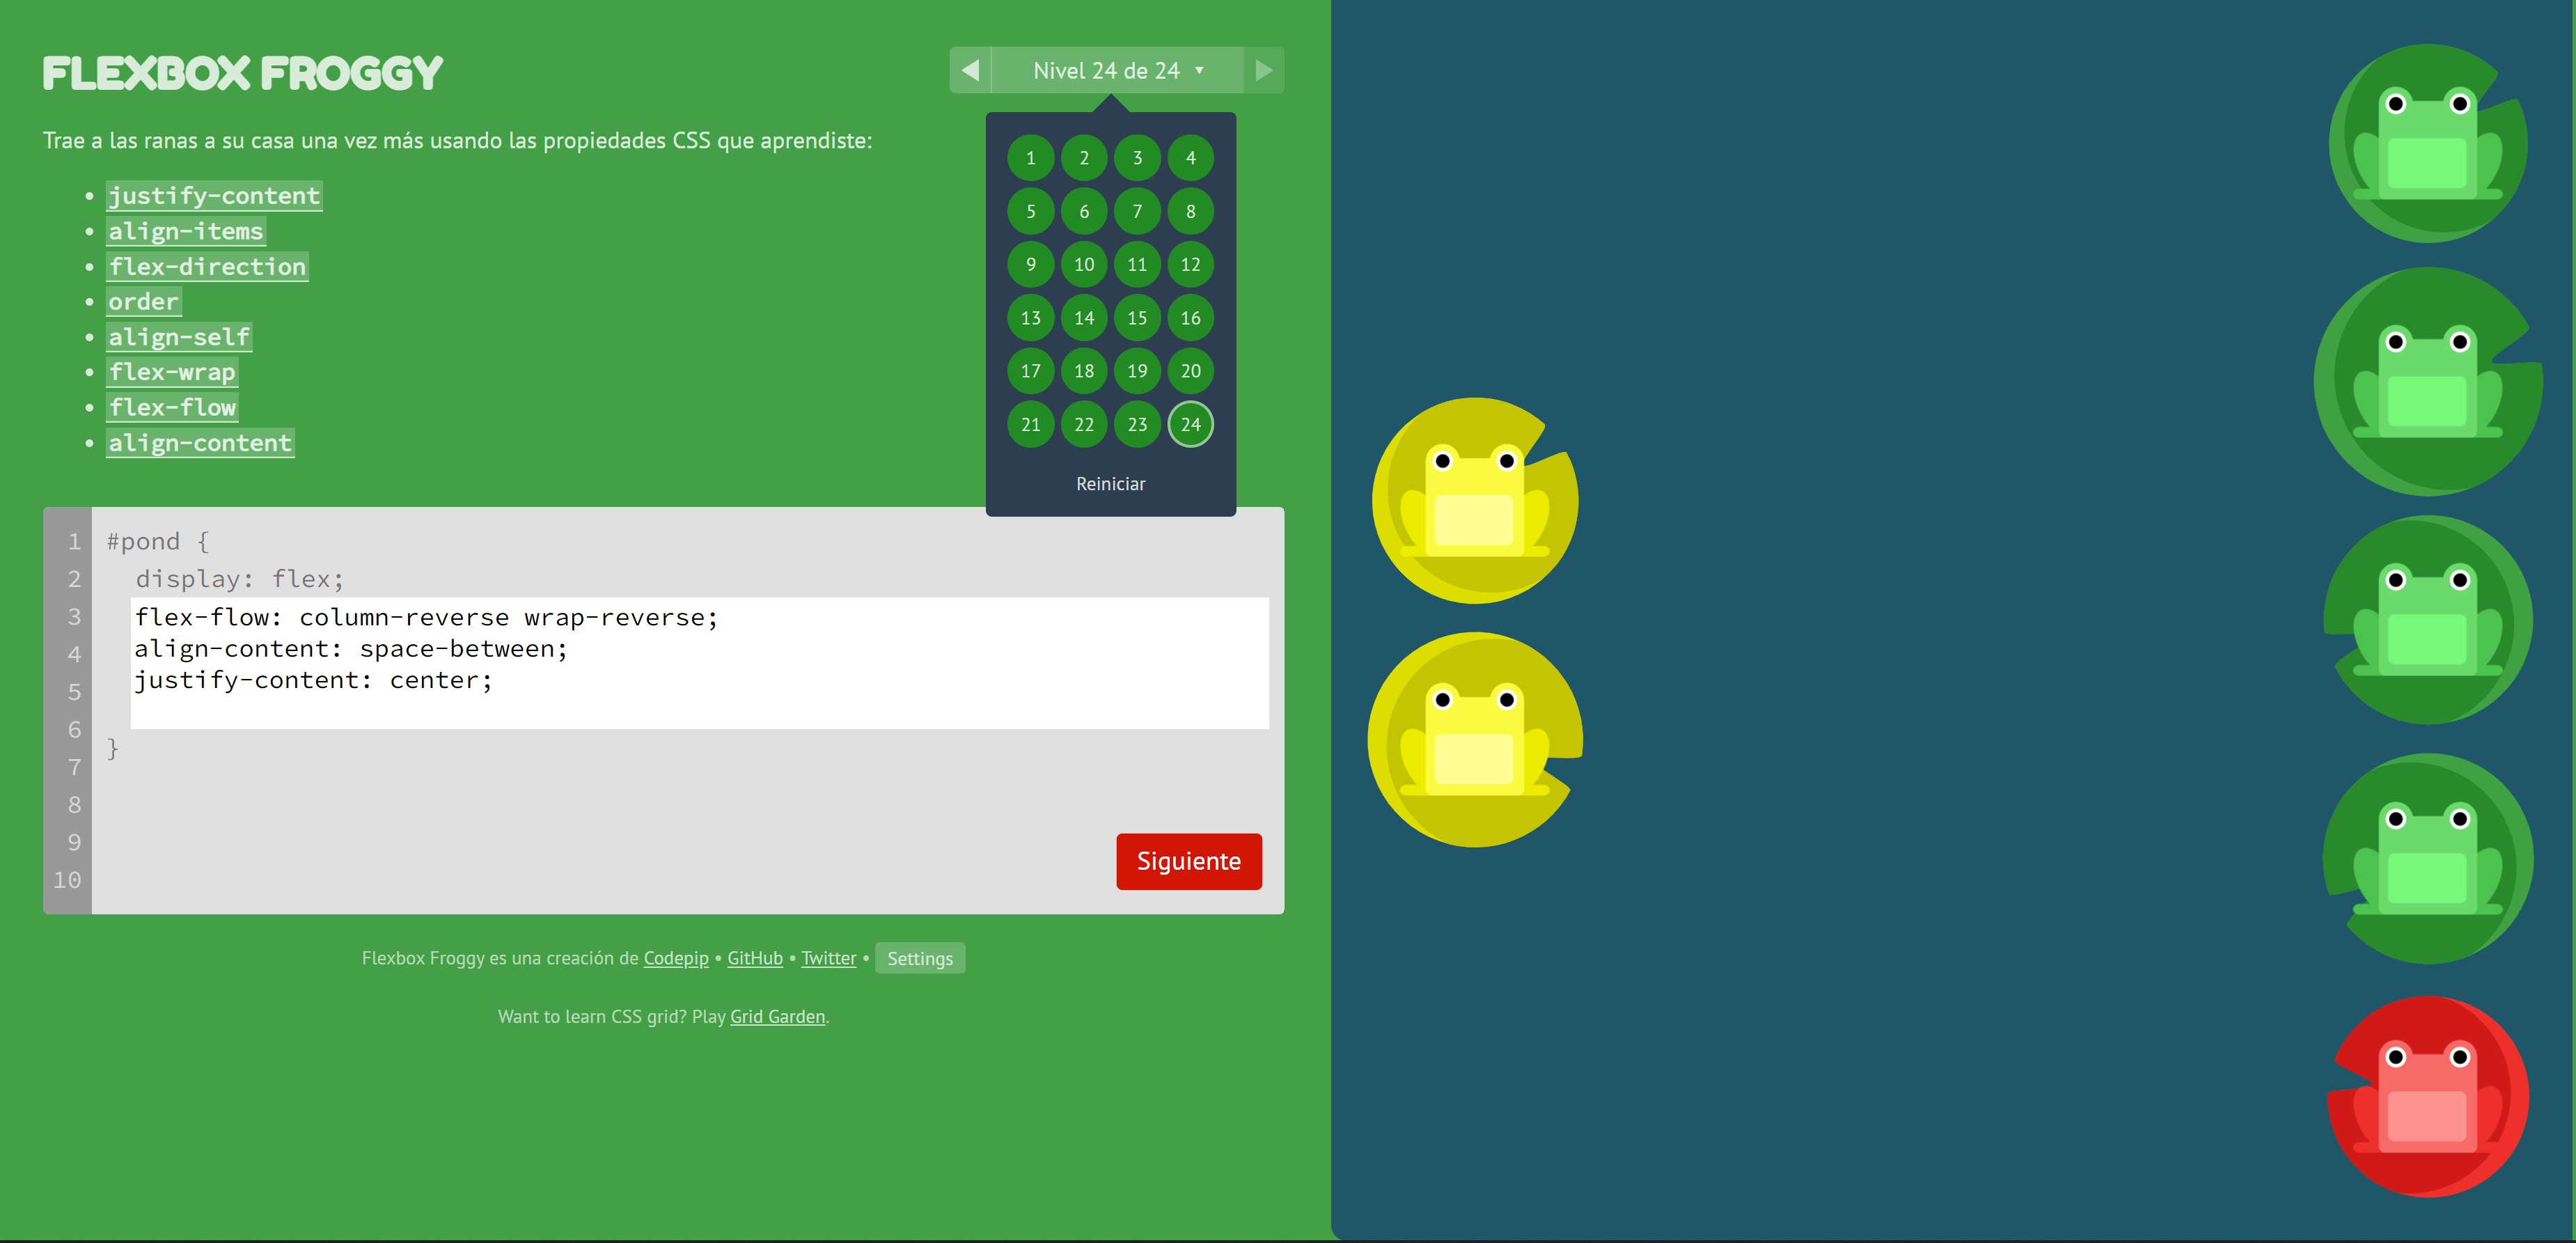 FLEXBOX FROGGY
◀ Nivel 24 de 24 ▼ ▶
Trae a las ranas a su casa una vez más usando las propiedades CSS que aprendiste:
• justify-content
• align-items
• flex-direction
• order
• align-self
• flex-wrap
• flex-flow
• align-content
1 2 3 4
5 6 7 8
9 10 11 12
13 14 15 16
17 18 19 20
21 22 23 24
Reiniciar
1 #pond {
2 display: flex;
3 flex-flow: column-reverse wrap-reverse;
4 align-content: space-between;
5 justify-content: center;
6 }
7
8
9
10
Siguiente
Flexbox Froggy es una creación de Codepip • GitHub • Twitter • Settings
Want to learn CSS grid? Play Grid Garden.